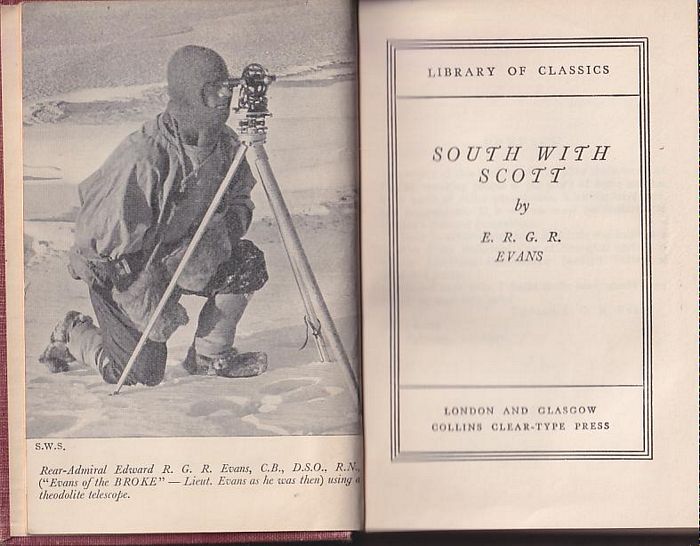 S.W.S.
Rear-Admiral Edward R. G. R. Evans, C.B., D.S.O., R.N.,
("Evans of the BROKE" — Lieut. Evans as he was then) using a
theodolite telescope.
LIBRARY OF CLASSICS
SOUTH WITH
SCOTT
by
E. R. G. R.
EVANS
LONDON AND GLASGOW
COLLINS CLEAR-TYPE PRESS